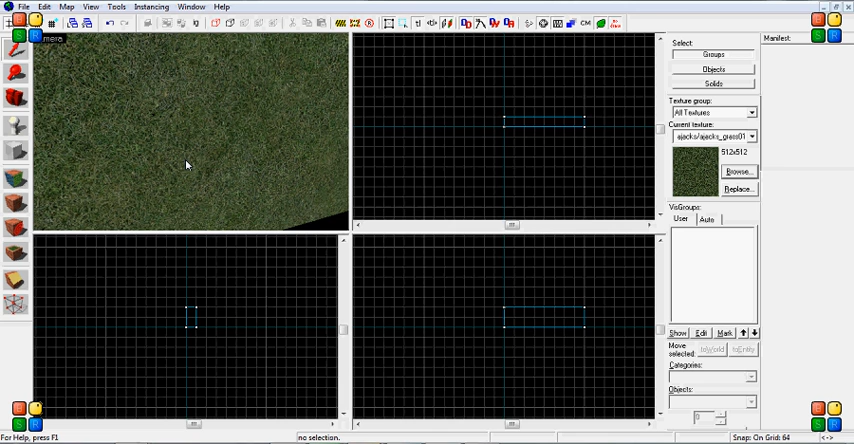 File Edit Map View Tools Instancing Window Help
B
S R
B
S R
mera
Select:
Groups
Objects
Solids
Texture group:
All Textures
Current texture:
ajacks/ajacks_grass01
512x512
Browse...
Replace...
VisGroups:
User Auto
Show Edit Mark
Move selected:
toWorld toEntity
Categories:
Objects:
0
Manifest:
B
S R
B
S R
For Help, press F1
no selection.
Snap: On Grid: 64
<->